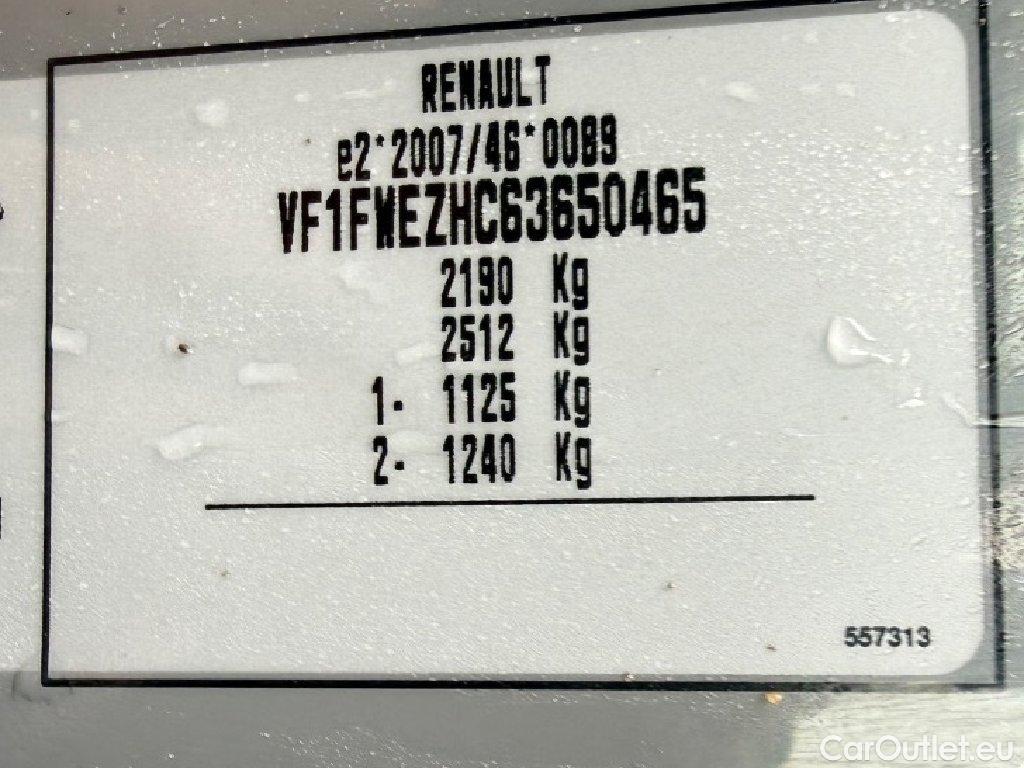 RENAULT
e2*2007/46*0089
VF1FWEZHC63650465
2190 Kg
2512 Kg
1- 1125 Kg
2- 1240 Kg
557313
CarOutlet.eu